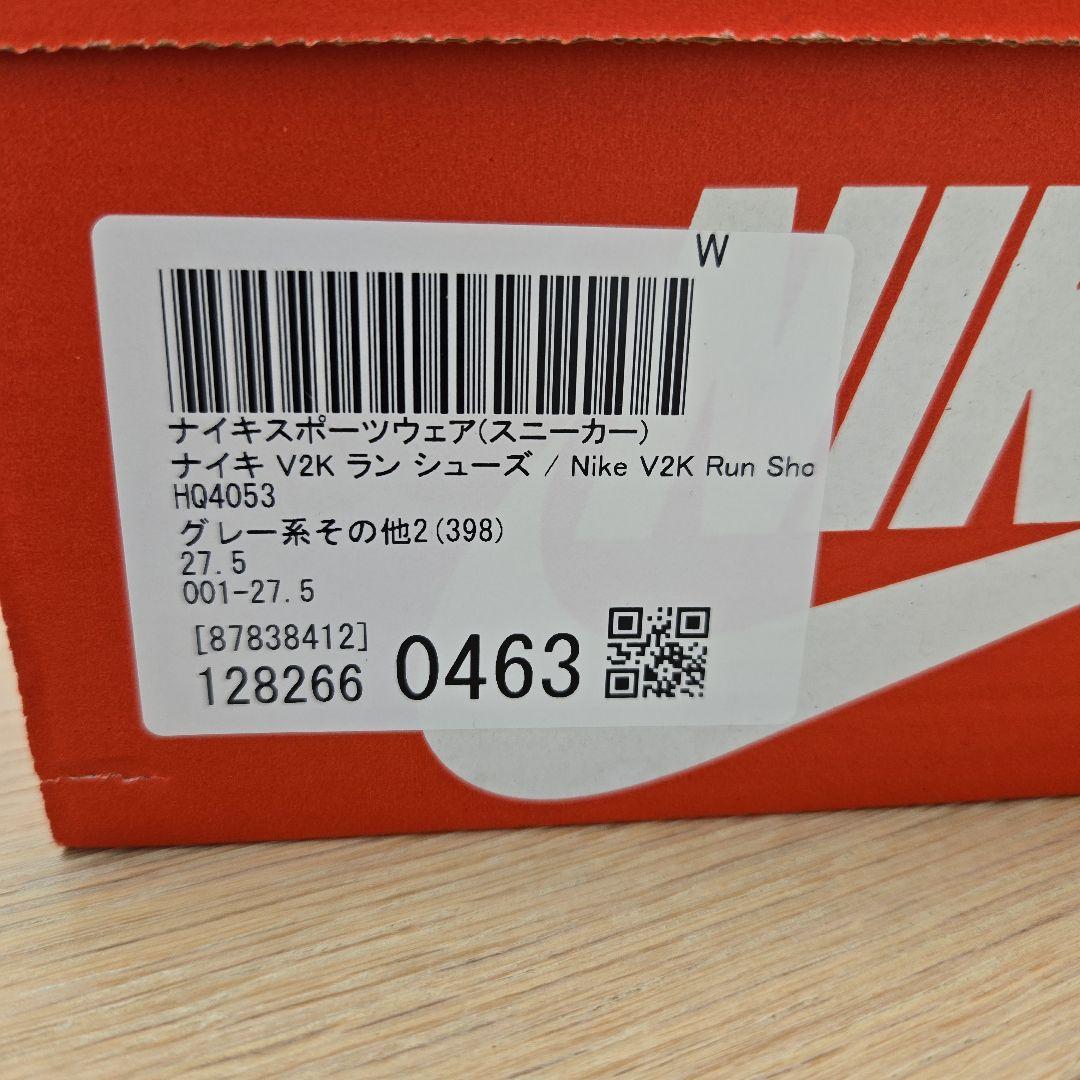 W
ナイキスポーツウェア(スニーカー)
ナイキ V2K ラン シューズ / Nike V2K Run Sho
HQ4053
グレー系その他2(398)
27.5
001-27.5
[87838412]
128266 0463